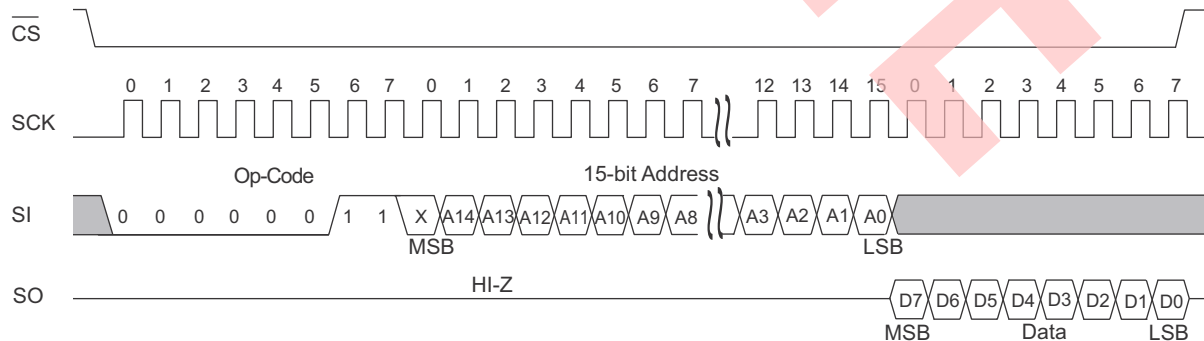 CS
0 1 2 3 4 5 6 7 0 1 2 3 4 5 6 7 12 13 14 15 0 1 2 3 4 5 6 7
SCK
Op-Code 15-bit Address
SI 0 0 0 0 0 0 1 1 X A14 A13 A12 A11 A10 A9 A8 A3 A2 A1 A0
MSB LSB
HI-Z
SO D7 D6 D5 D4 D3 D2 D1 D0
MSB Data LSB